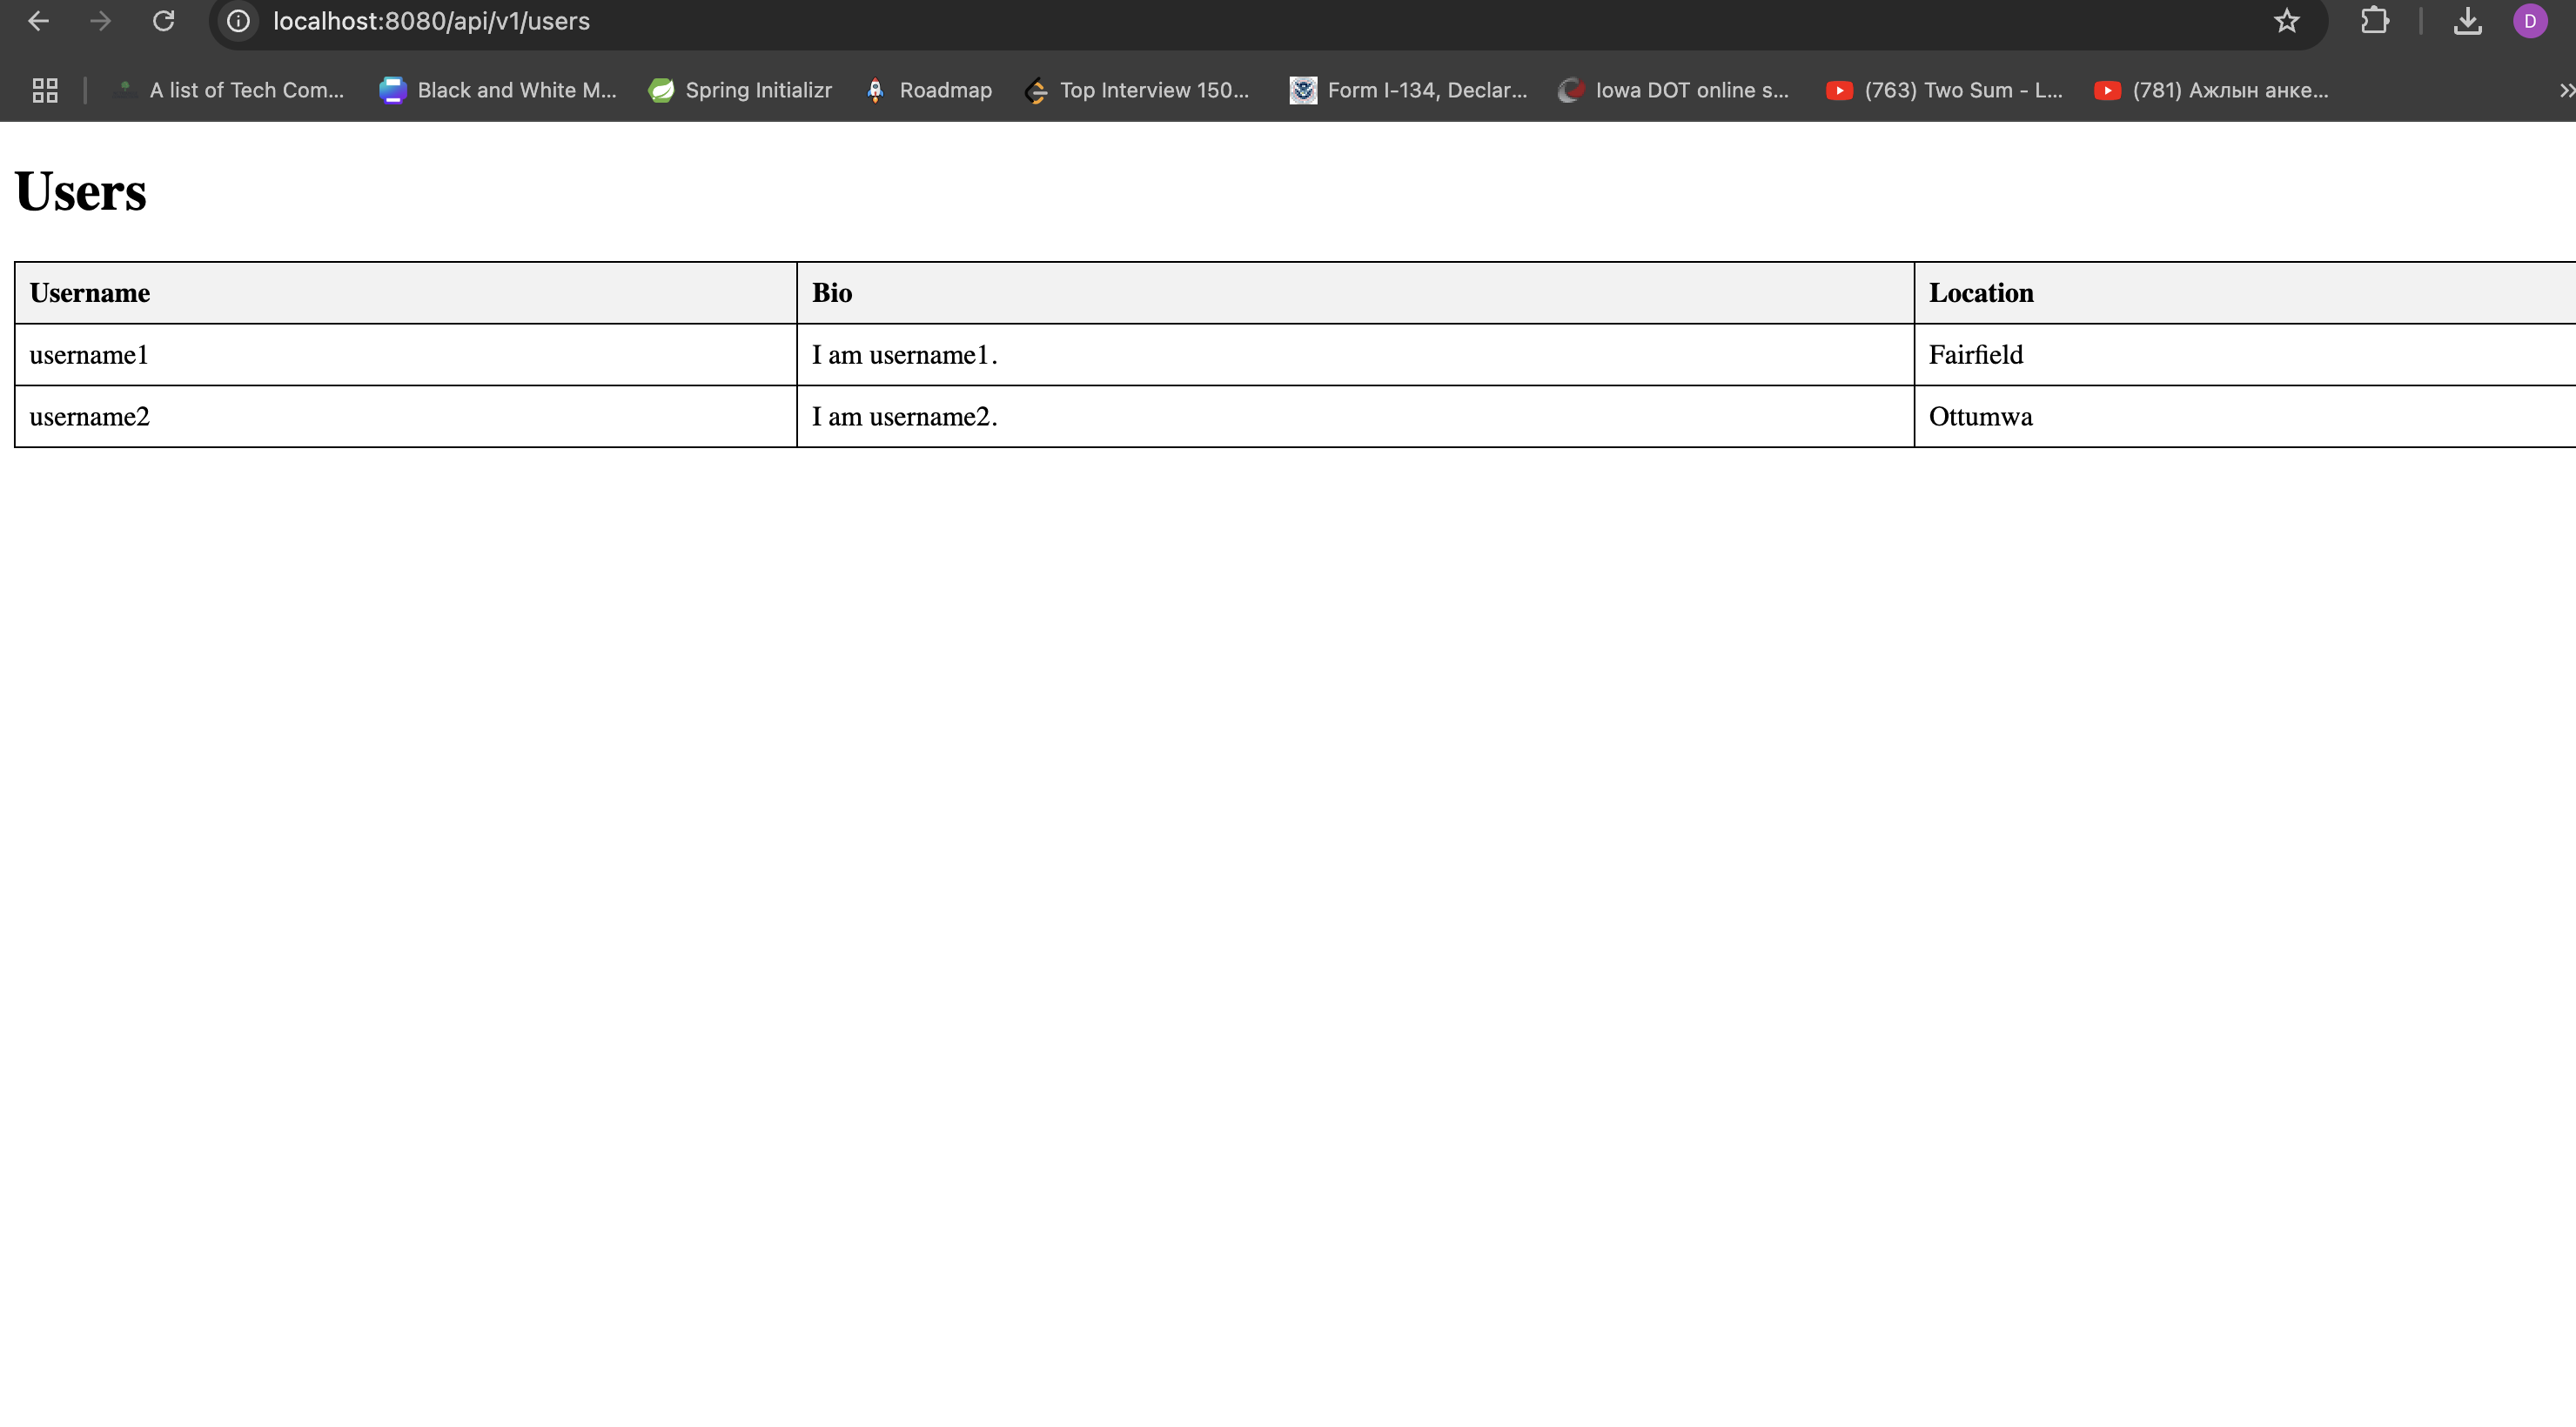 localhost:8080/api/v1/users
D
A list of Tech Com... Black and White M... Spring Initializr Roadmap Top Interview 150... Form I-134, Declar... Iowa DOT online s... (763) Two Sum - L... (781) Ажлын анке...
Users
Username Bio Location
username1 I am username1. Fairfield
username2 I am username2. Ottumwa